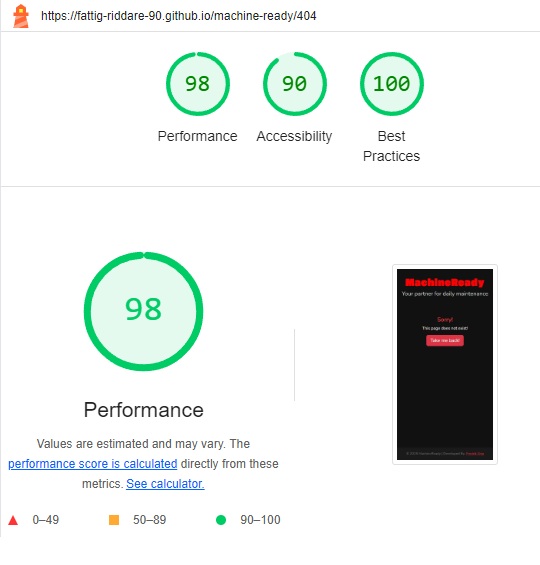 https://fattig-riddare-90.github.io/machine-ready/404
98 90 100
Performance Accessibility Best
Practices
98
Performance
Values are estimated and may vary. The
performance score is calculated directly from these
metrics. See calculator.
0–49 50–89 90–100
MachineReady
Your partner for daily maintenance
Sorry!
This page does not exist!
Take me back!